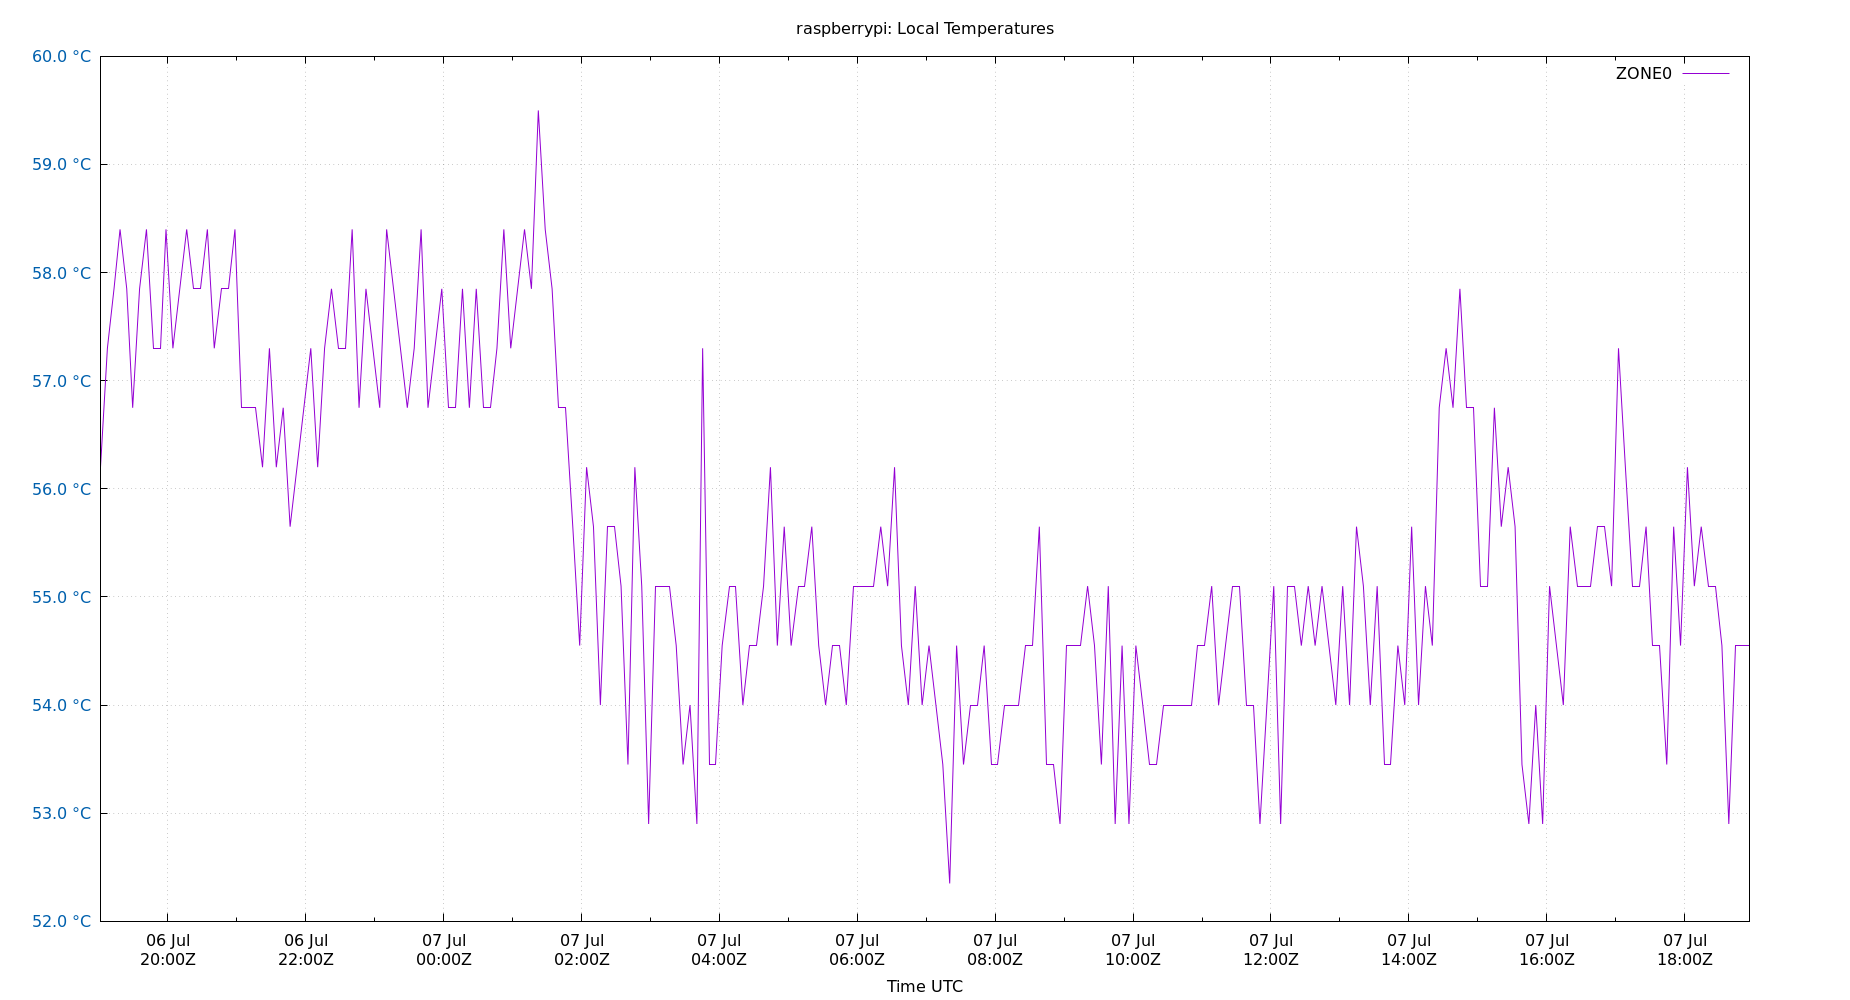 raspberrypi: Local Temperatures
60.0 °C
ZONE0
59.0 °C
58.0 °C
57.0 °C
56.0 °C
55.0 °C
54.0 °C
53.0 °C
52.0 °C
06 Jul 06 Jul 07 Jul 07 Jul 07 Jul 07 Jul 07 Jul 07 Jul 07 Jul 07 Jul 07 Jul 07 Jul
20:00Z 22:00Z 00:00Z 02:00Z 04:00Z 06:00Z 08:00Z 10:00Z 12:00Z 14:00Z 16:00Z 18:00Z
Time UTC